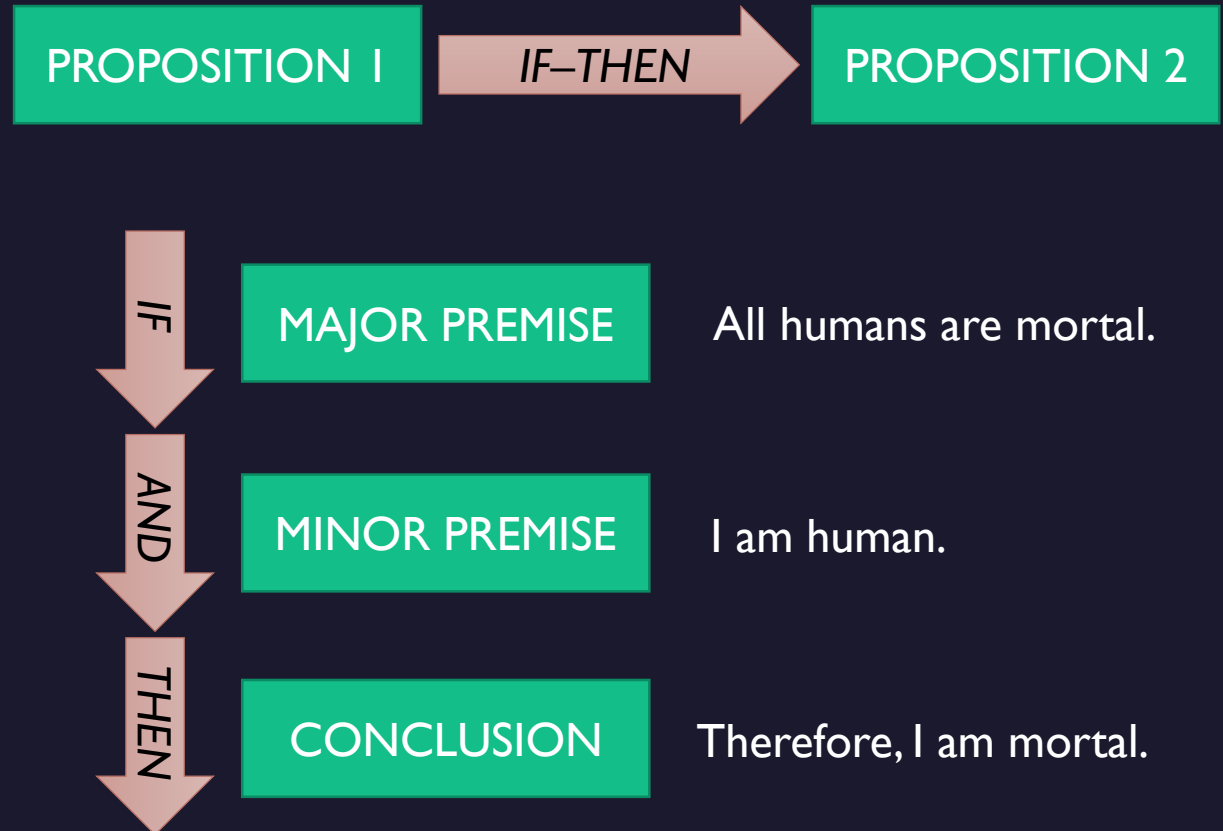 PROPOSITION 1 IF–THEN PROPOSITION 2
IF MAJOR PREMISE All humans are mortal.
AND MINOR PREMISE I am human.
THEN CONCLUSION Therefore, I am mortal.